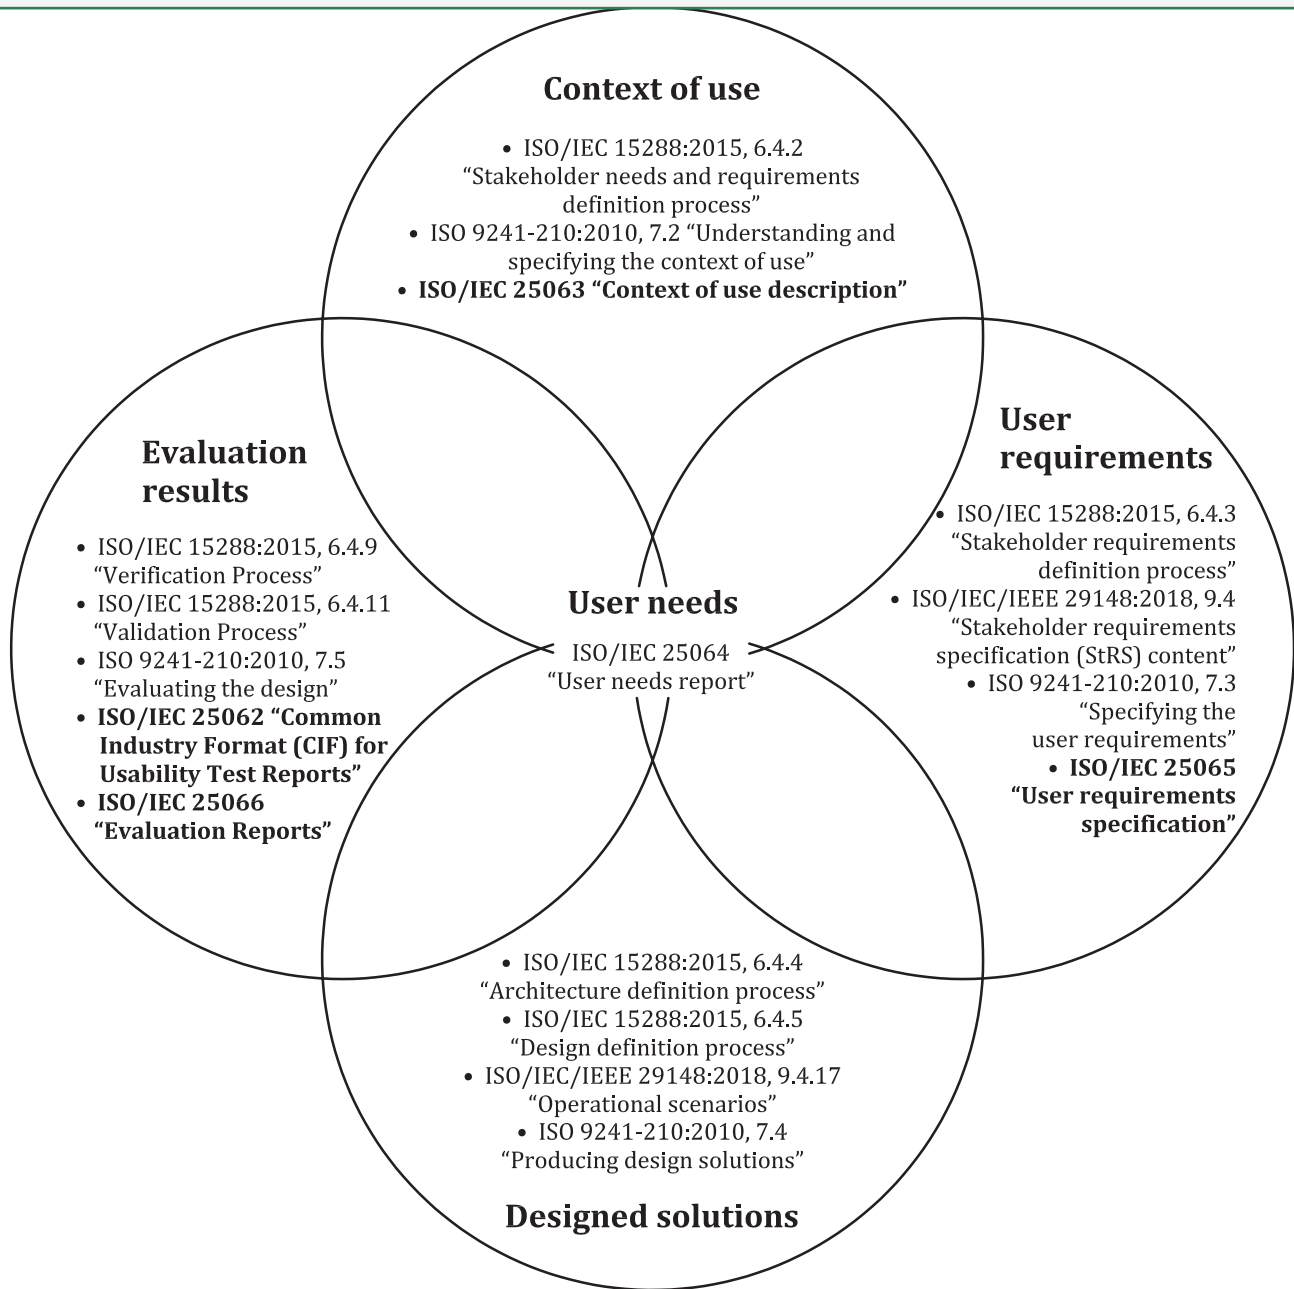 Context of use
• ISO/IEC 15288:2015, 6.4.2
“Stakeholder needs and requirements
definition process”
• ISO 9241-210:2010, 7.2 “Understanding and
specifying the context of use”
• ISO/IEC 25063 “Context of use description”
Evaluation
results
• ISO/IEC 15288:2015, 6.4.9
“Verification Process”
• ISO/IEC 15288:2015, 6.4.11
“Validation Process”
• ISO 9241-210:2010, 7.5
“Evaluating the design”
• ISO/IEC 25062 “Common
Industry Format (CIF) for
Usability Test Reports”
• ISO/IEC 25066
“Evaluation Reports”
User needs
ISO/IEC 25064
“User needs report”
User
requirements
• ISO/IEC 15288:2015, 6.4.3
“Stakeholder requirements
definition process”
• ISO/IEC/IEEE 29148:2018, 9.4
“Stakeholder requirements
specification (StRS) content”
• ISO 9241-210:2010, 7.3
“Specifying the
user requirements”
• ISO/IEC 25065
“User requirements
specification”
• ISO/IEC 15288:2015, 6.4.4
“Architecture definition process”
• ISO/IEC 15288:2015, 6.4.5
“Design definition process”
• ISO/IEC/IEEE 29148:2018, 9.4.17
“Operational scenarios”
• ISO 9241-210:2010, 7.4
“Producing design solutions”
Designed solutions